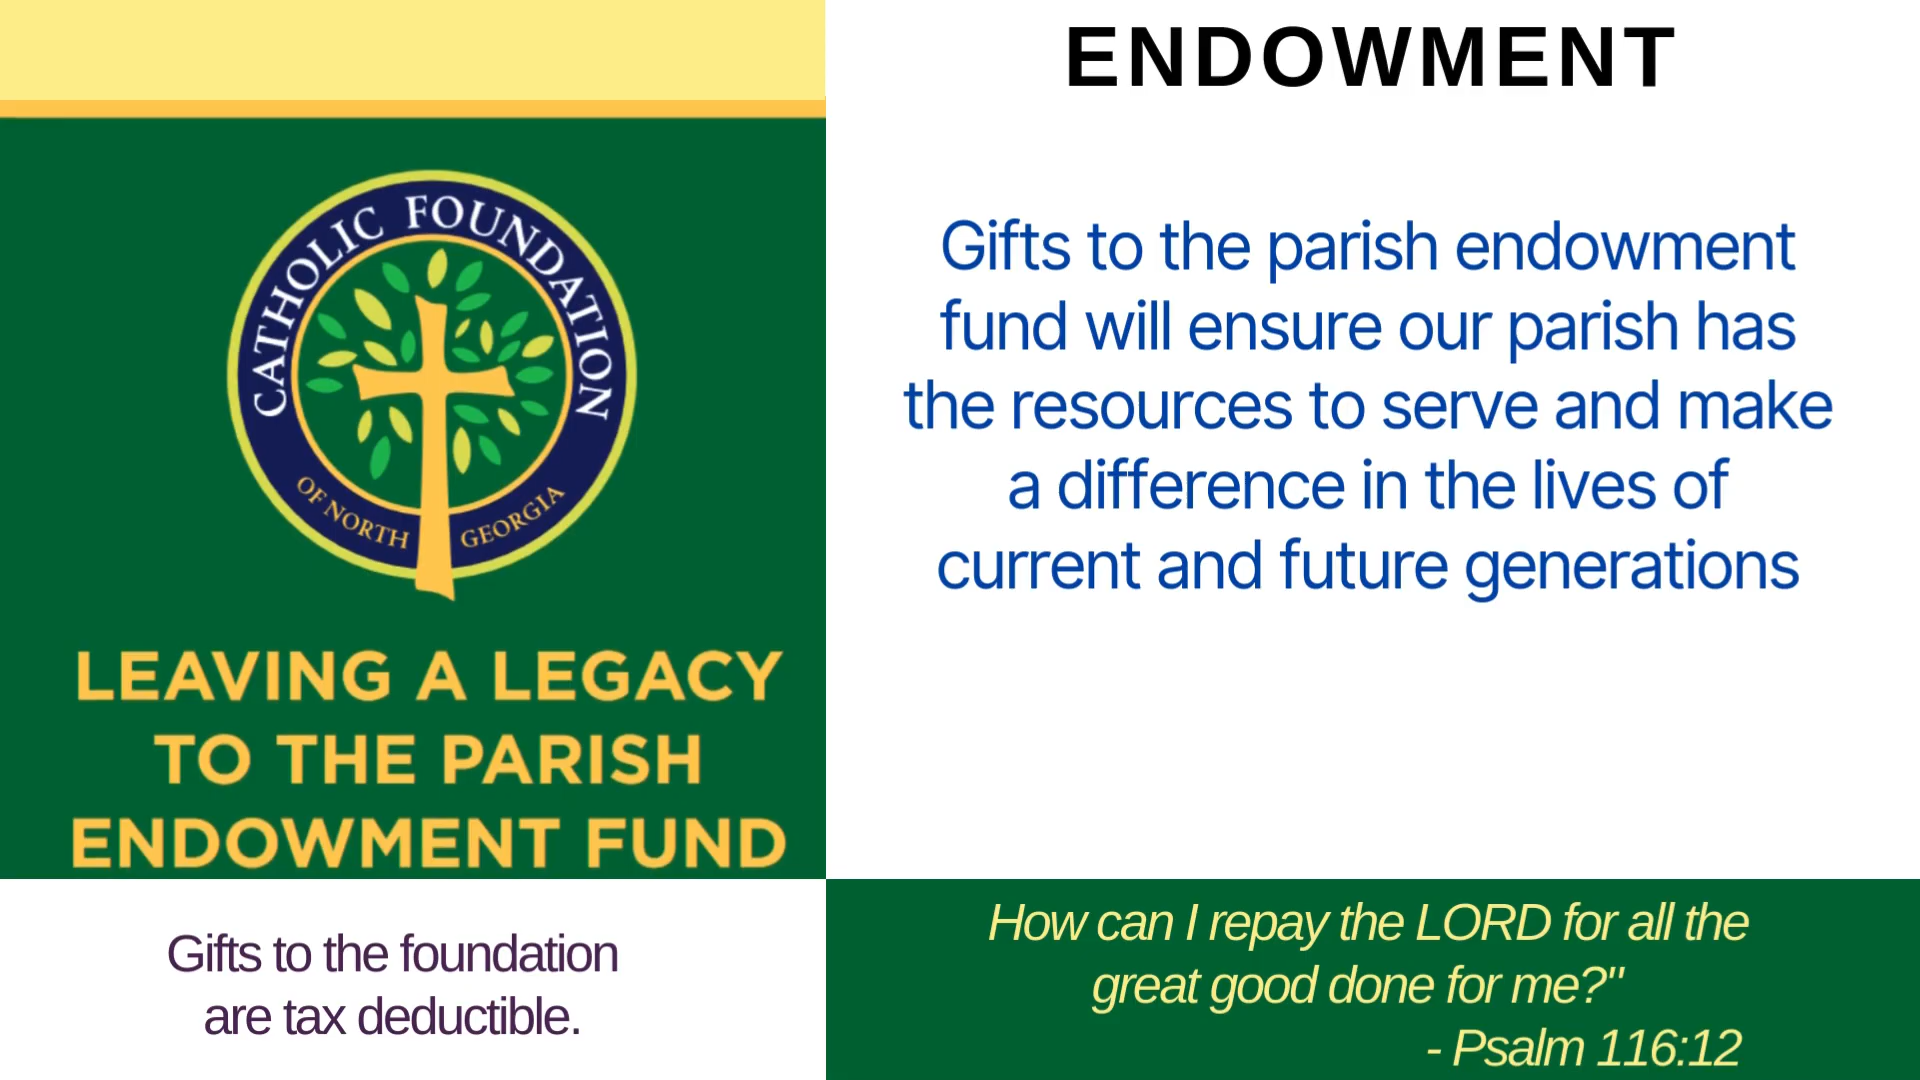 CATHOLIC FOUNDATION
OF NORTH GEORGIA
LEAVING A LEGACY
TO THE PARISH
ENDOWMENT FUND
Gifts to the foundation
are tax deductible.
ENDOWMENT
Gifts to the parish endowment
fund will ensure our parish has
the resources to serve and make
a difference in the lives of
current and future generations
How can I repay the LORD for all the
great good done for me?"
- Psalm 116:12